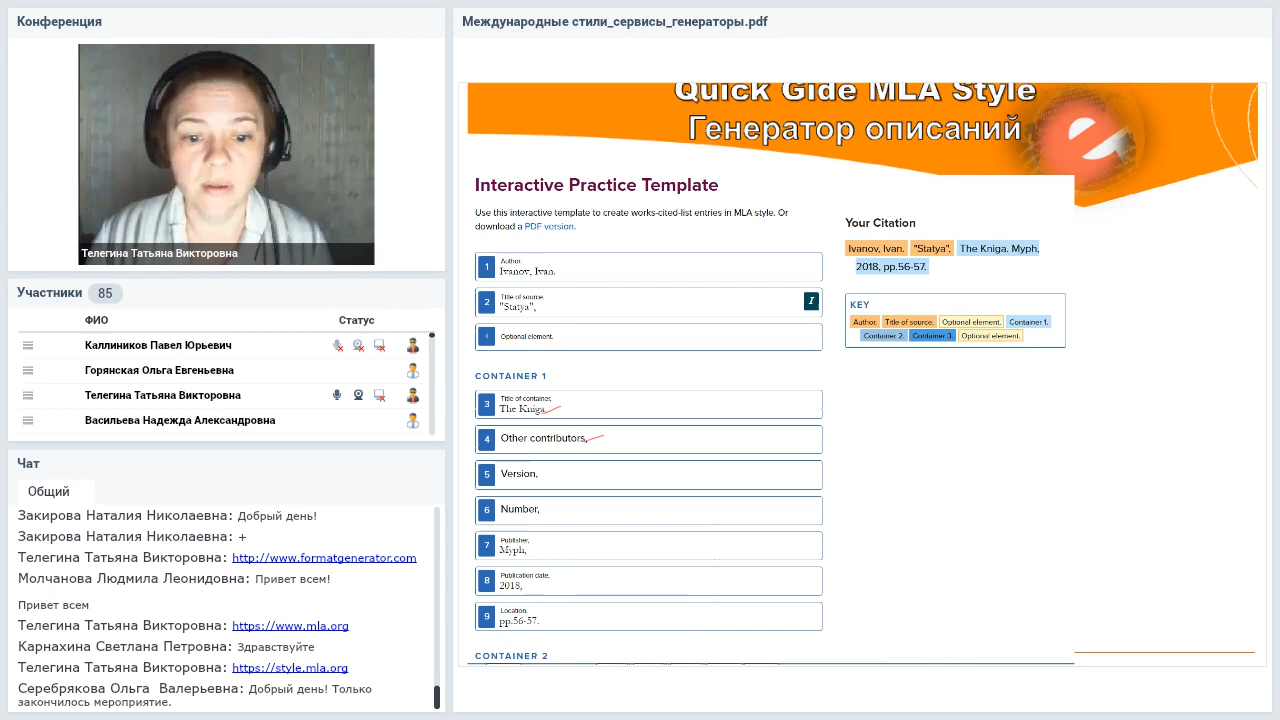 Конференция
Телегина Татьяна Викторовна
Участники 85
ФИО Статус
Каллиников Павел Юрьевич
Горянская Ольга Евгеньевна
Телегина Татьяна Викторовна
Васильева Надежда Александровна
Чат
Общий
Закирова Наталия Николаевна: Добрый день!
Закирова Наталия Николаевна: +
Телегина Татьяна Викторовна: http://www.formatgenerator.com
Молчанова Людмила Леонидовна: Привет всем!
Привет всем
Телегина Татьяна Викторовна: https://www.mla.org
Карнахина Светлана Петровна: Здравствуйте
Телегина Татьяна Викторовна: https://style.mla.org
Серебрякова Ольга Валерьевна: Добрый день! Только
закончилось мероприятие.
Международные стили_сервисы_генераторы.pdf
Quick Gide MLA Style
Генератор описаний
Interactive Practice Template
Use this interactive template to create works-cited-list entries in MLA style. Or
download a PDF version.
1 Author.
Ivanov, Ivan.
2 Title of source.
"Statya",
I
Optional element.
CONTAINER 1
3 Title of container,
The Kniga.
4 Other contributors,
5 Version,
6 Number,
7 Publisher,
Myph,
8 Publication date,
2018,
9 Location.
pp.56-57.
CONTAINER 2
Your Citation
Ivanov, Ivan. "Statya", The Kniga. Myph,
2018, pp.56-57.
KEY
Author. Title of source. Optional element. Container 1.
Container 2. Container 3. Optional element.